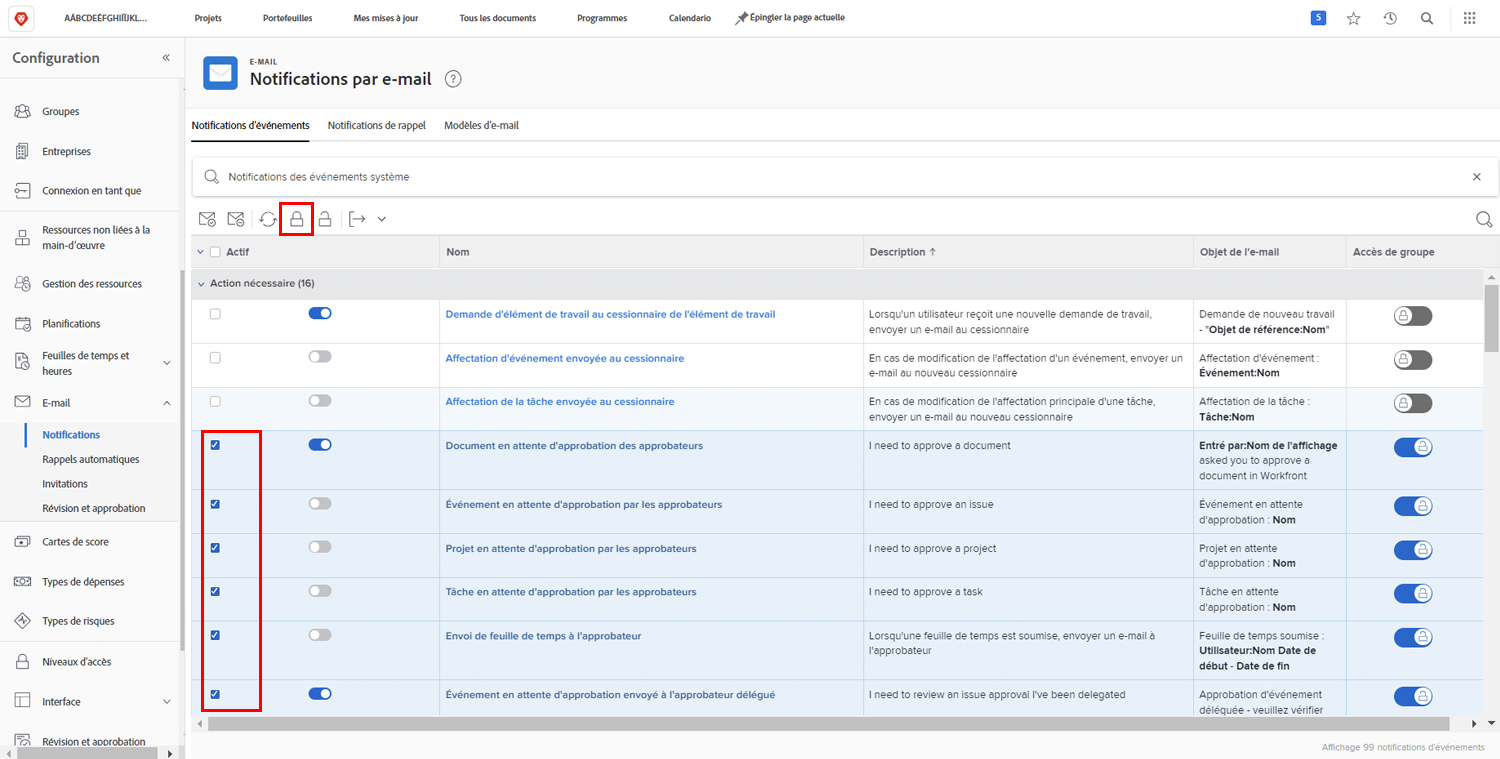 AÁBCDEÉFGHIÍIJKL...
Projets
Portefeuilles
Mes mises à jour
Tous les documents
Programmes
Calendario
Épingler la page actuelle
5
Configuration
Groupes
Entreprises
Connexion en tant que
Ressources non liées à la
main-d'œuvre
Gestion des ressources
Planifications
Feuilles de temps et
heures
E-mail
Notifications
Rappels automatiques
Invitations
Révision et approbation
Cartes de score
Types de dépenses
Types de risques
Niveaux d'accès
Interface
Révision et approbation
E-MAIL
Notifications par e-mail
?
Notifications d'événements
Notifications de rappel
Modèles d'e-mail
Notifications des événements système
Actif
Nom
Description ↑
Objet de l'e-mail
Accès de groupe
Action nécessaire (16)
Demande d'élément de travail au cessionnaire de l'élément de travail
Lorsqu'un utilisateur reçoit une nouvelle demande de travail,
envoyer un e-mail au cessionnaire
Demande de nouveau travail
- "Objet de référence:Nom"
Affectation d'événement envoyée au cessionnaire
En cas de modification de l'affectation d'un événement, envoyer un
e-mail au nouveau cessionnaire
Affectation d'événement :
Événement:Nom
Affectation de la tâche envoyée au cessionnaire
En cas de modification de l'affectation principale d'une tâche,
envoyer un e-mail au nouveau cessionnaire
Affectation de la tâche :
Tâche:Nom
Document en attente d'approbation des approbateurs
I need to approve a document
Entré par:Nom de l'affichage
asked you to approve a
document in Workfront
Événement en attente d'approbation par les approbateurs
I need to approve an issue
Événement en attente
d'approbation : Nom
Projet en attente d'approbation par les approbateurs
I need to approve a project
Projet en attente
d'approbation : Nom
Tâche en attente d'approbation par les approbateurs
I need to approve a task
Tâche en attente
d'approbation : Nom
Envoi de feuille de temps à l'approbateur
Lorsqu'une feuille de temps est soumise, envoyer un e-mail à
l'approbateur
Feuille de temps soumise :
Utilisateur:Nom Date de
début - Date de fin
Événement en attente d'approbation envoyé à l'approbateur délégué
I need to review an issue approval I've been delegated
Approbation d'événement
déléguée - veuillez vérifier
Affichage 99 notifications d'événements